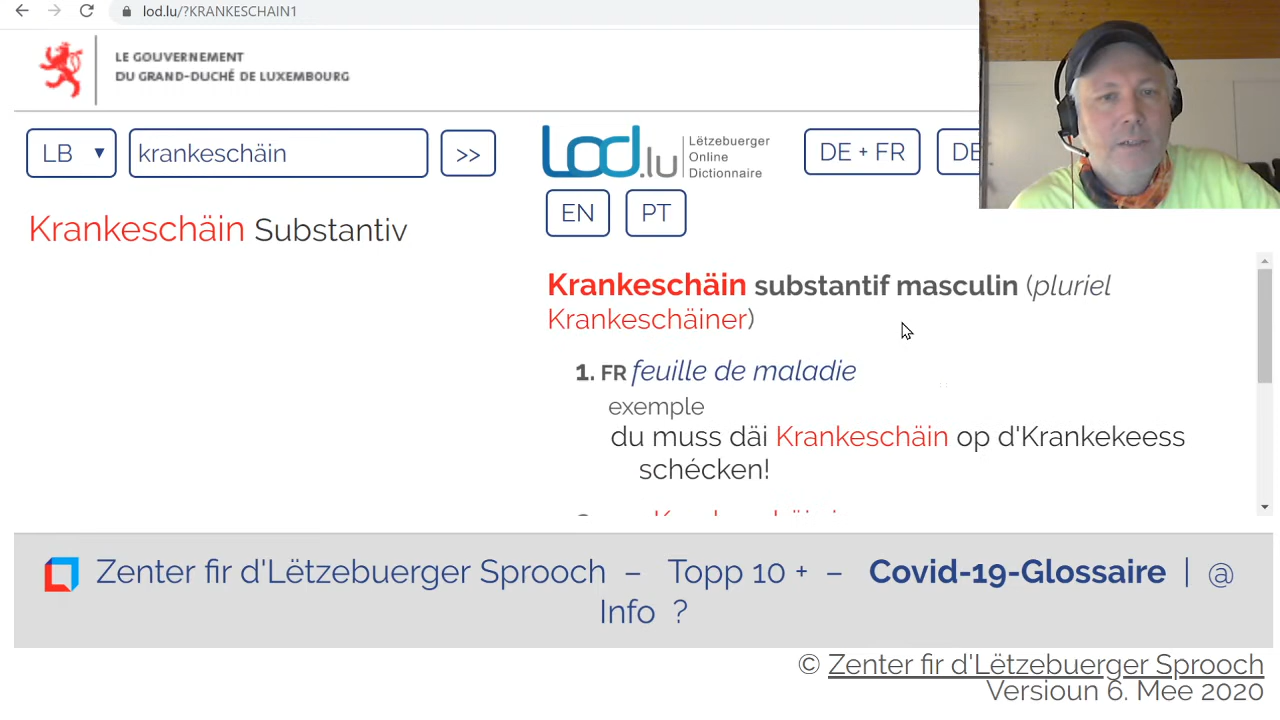 lod.lu/?KRANKESCHAIN1
LE GOUVERNEMENT
DU GRAND-DUCHÉ DE LUXEMBOURG
LB ▼ krankeschäin >>
Lod.lu Lëtzebuerger
Online
Dictionnaire
DE + FR DE
EN PT
Krankeschäin Substantiv
Krankeschäin substantif masculin (pluriel
Krankeschäiner)
1. FR feuille de maladie
exemple
du muss däi Krankeschäin op d'Krankekeess
schécken!
Zenter fir d'Lëtzebuerger Sprooch – Topp 10 + – Covid-19-Glossaire | @
Info ?
© Zenter fir d'Lëtzebuerger Sprooch
Versioun 6. Mee 2020